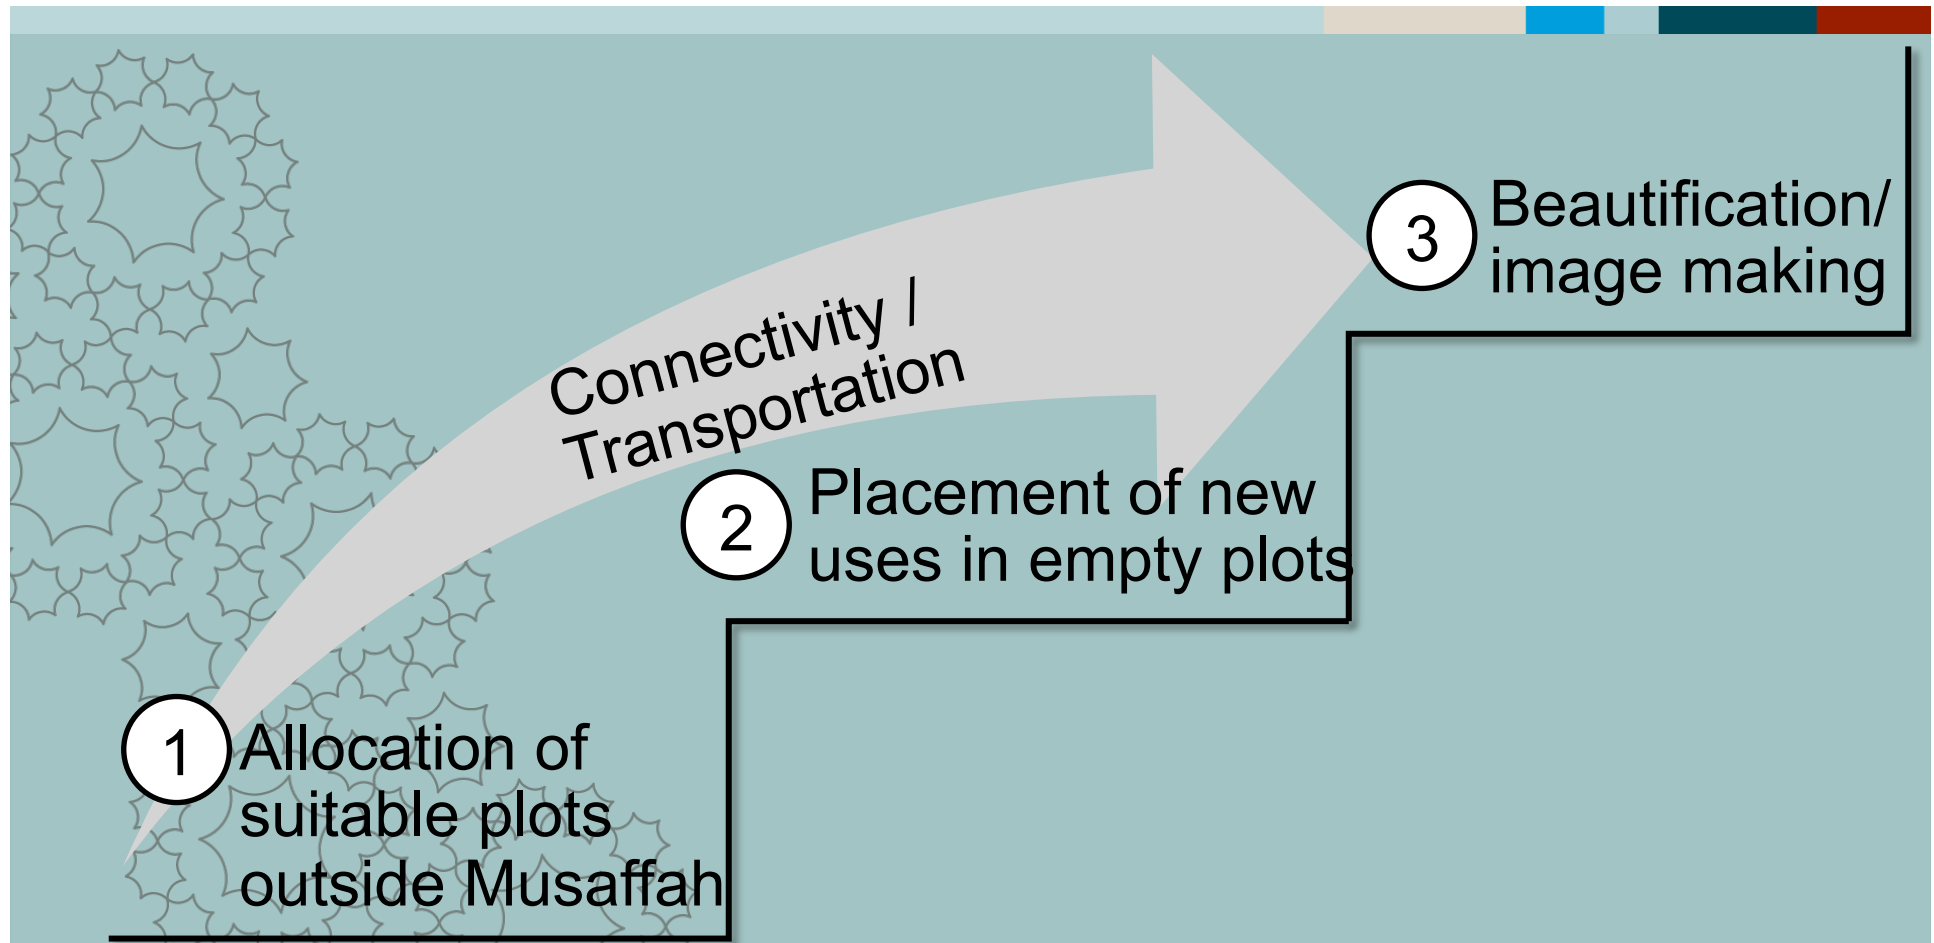 Connectivity /
Transportation
1
Allocation of
suitable plots
outside Musaffah
2
Placement of new
uses in empty plots
3
Beautification/
image making